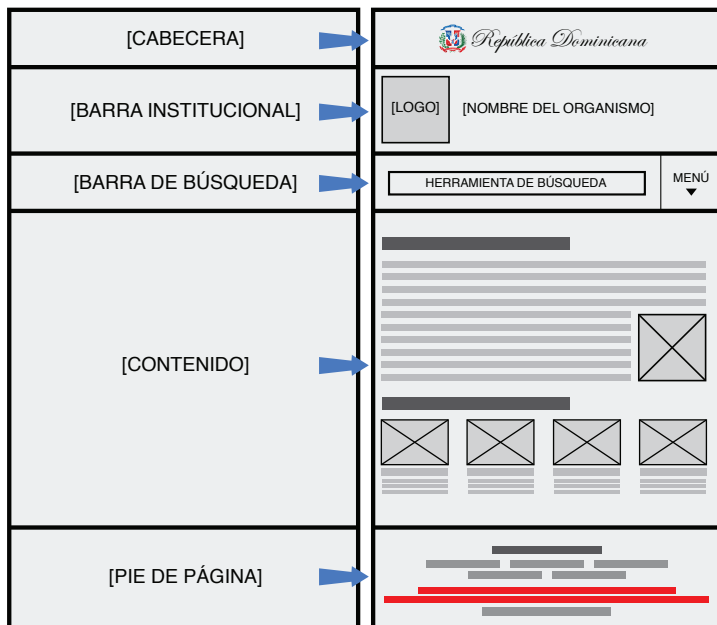 [CABECERA]
República Dominicana
[BARRA INSTITUCIONAL]
[LOGO]
[NOMBRE DEL ORGANISMO]
[BARRA DE BÚSQUEDA]
HERRAMIENTA DE BÚSQUEDA
MENÚ
[CONTENIDO]
[PIE DE PÁGINA]